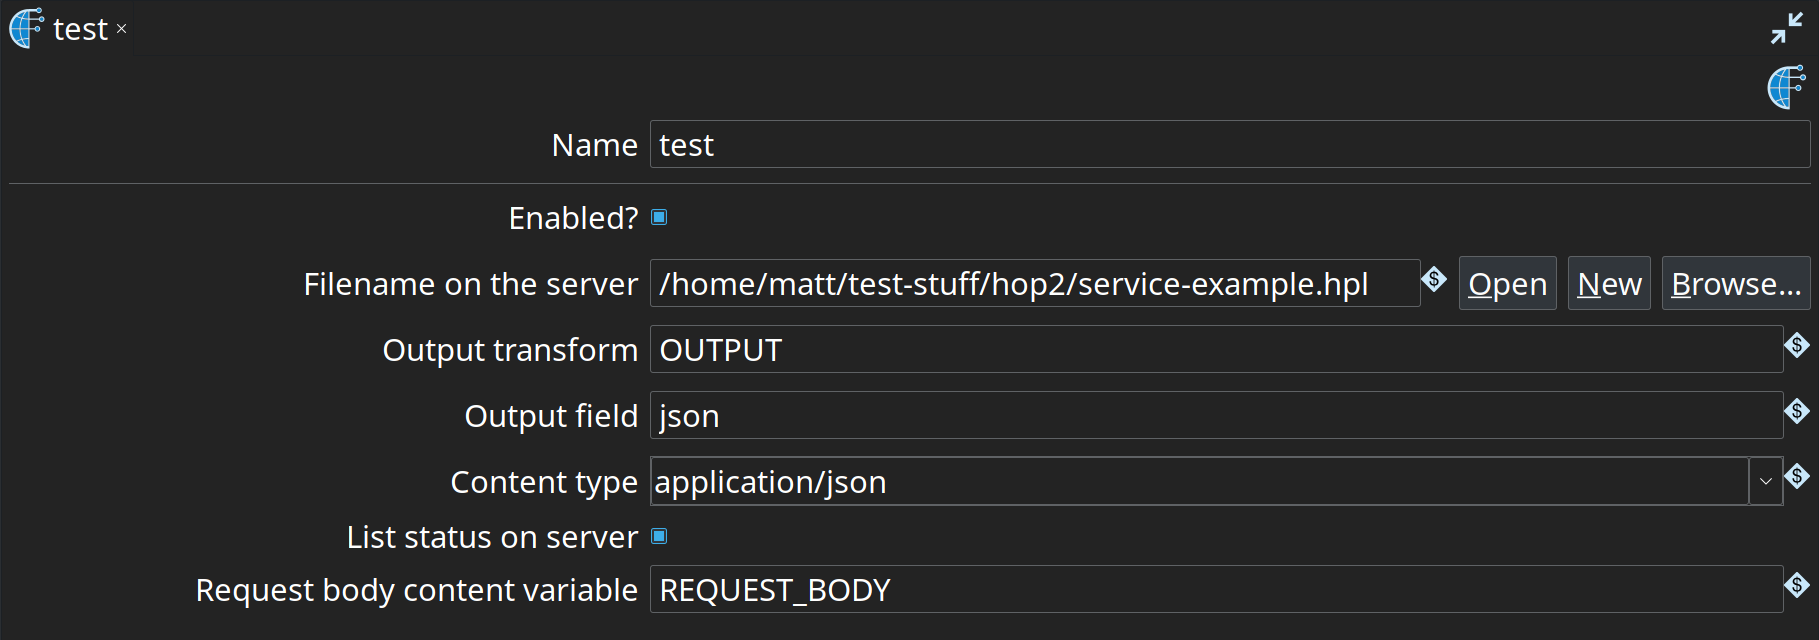 test ×
Name test
Enabled?
Filename on the server /home/matt/test-stuff/hop2/service-example.hpl $ Open New Browse...
Output transform OUTPUT $
Output field json $
Content type application/json $
List status on server
Request body content variable REQUEST_BODY $